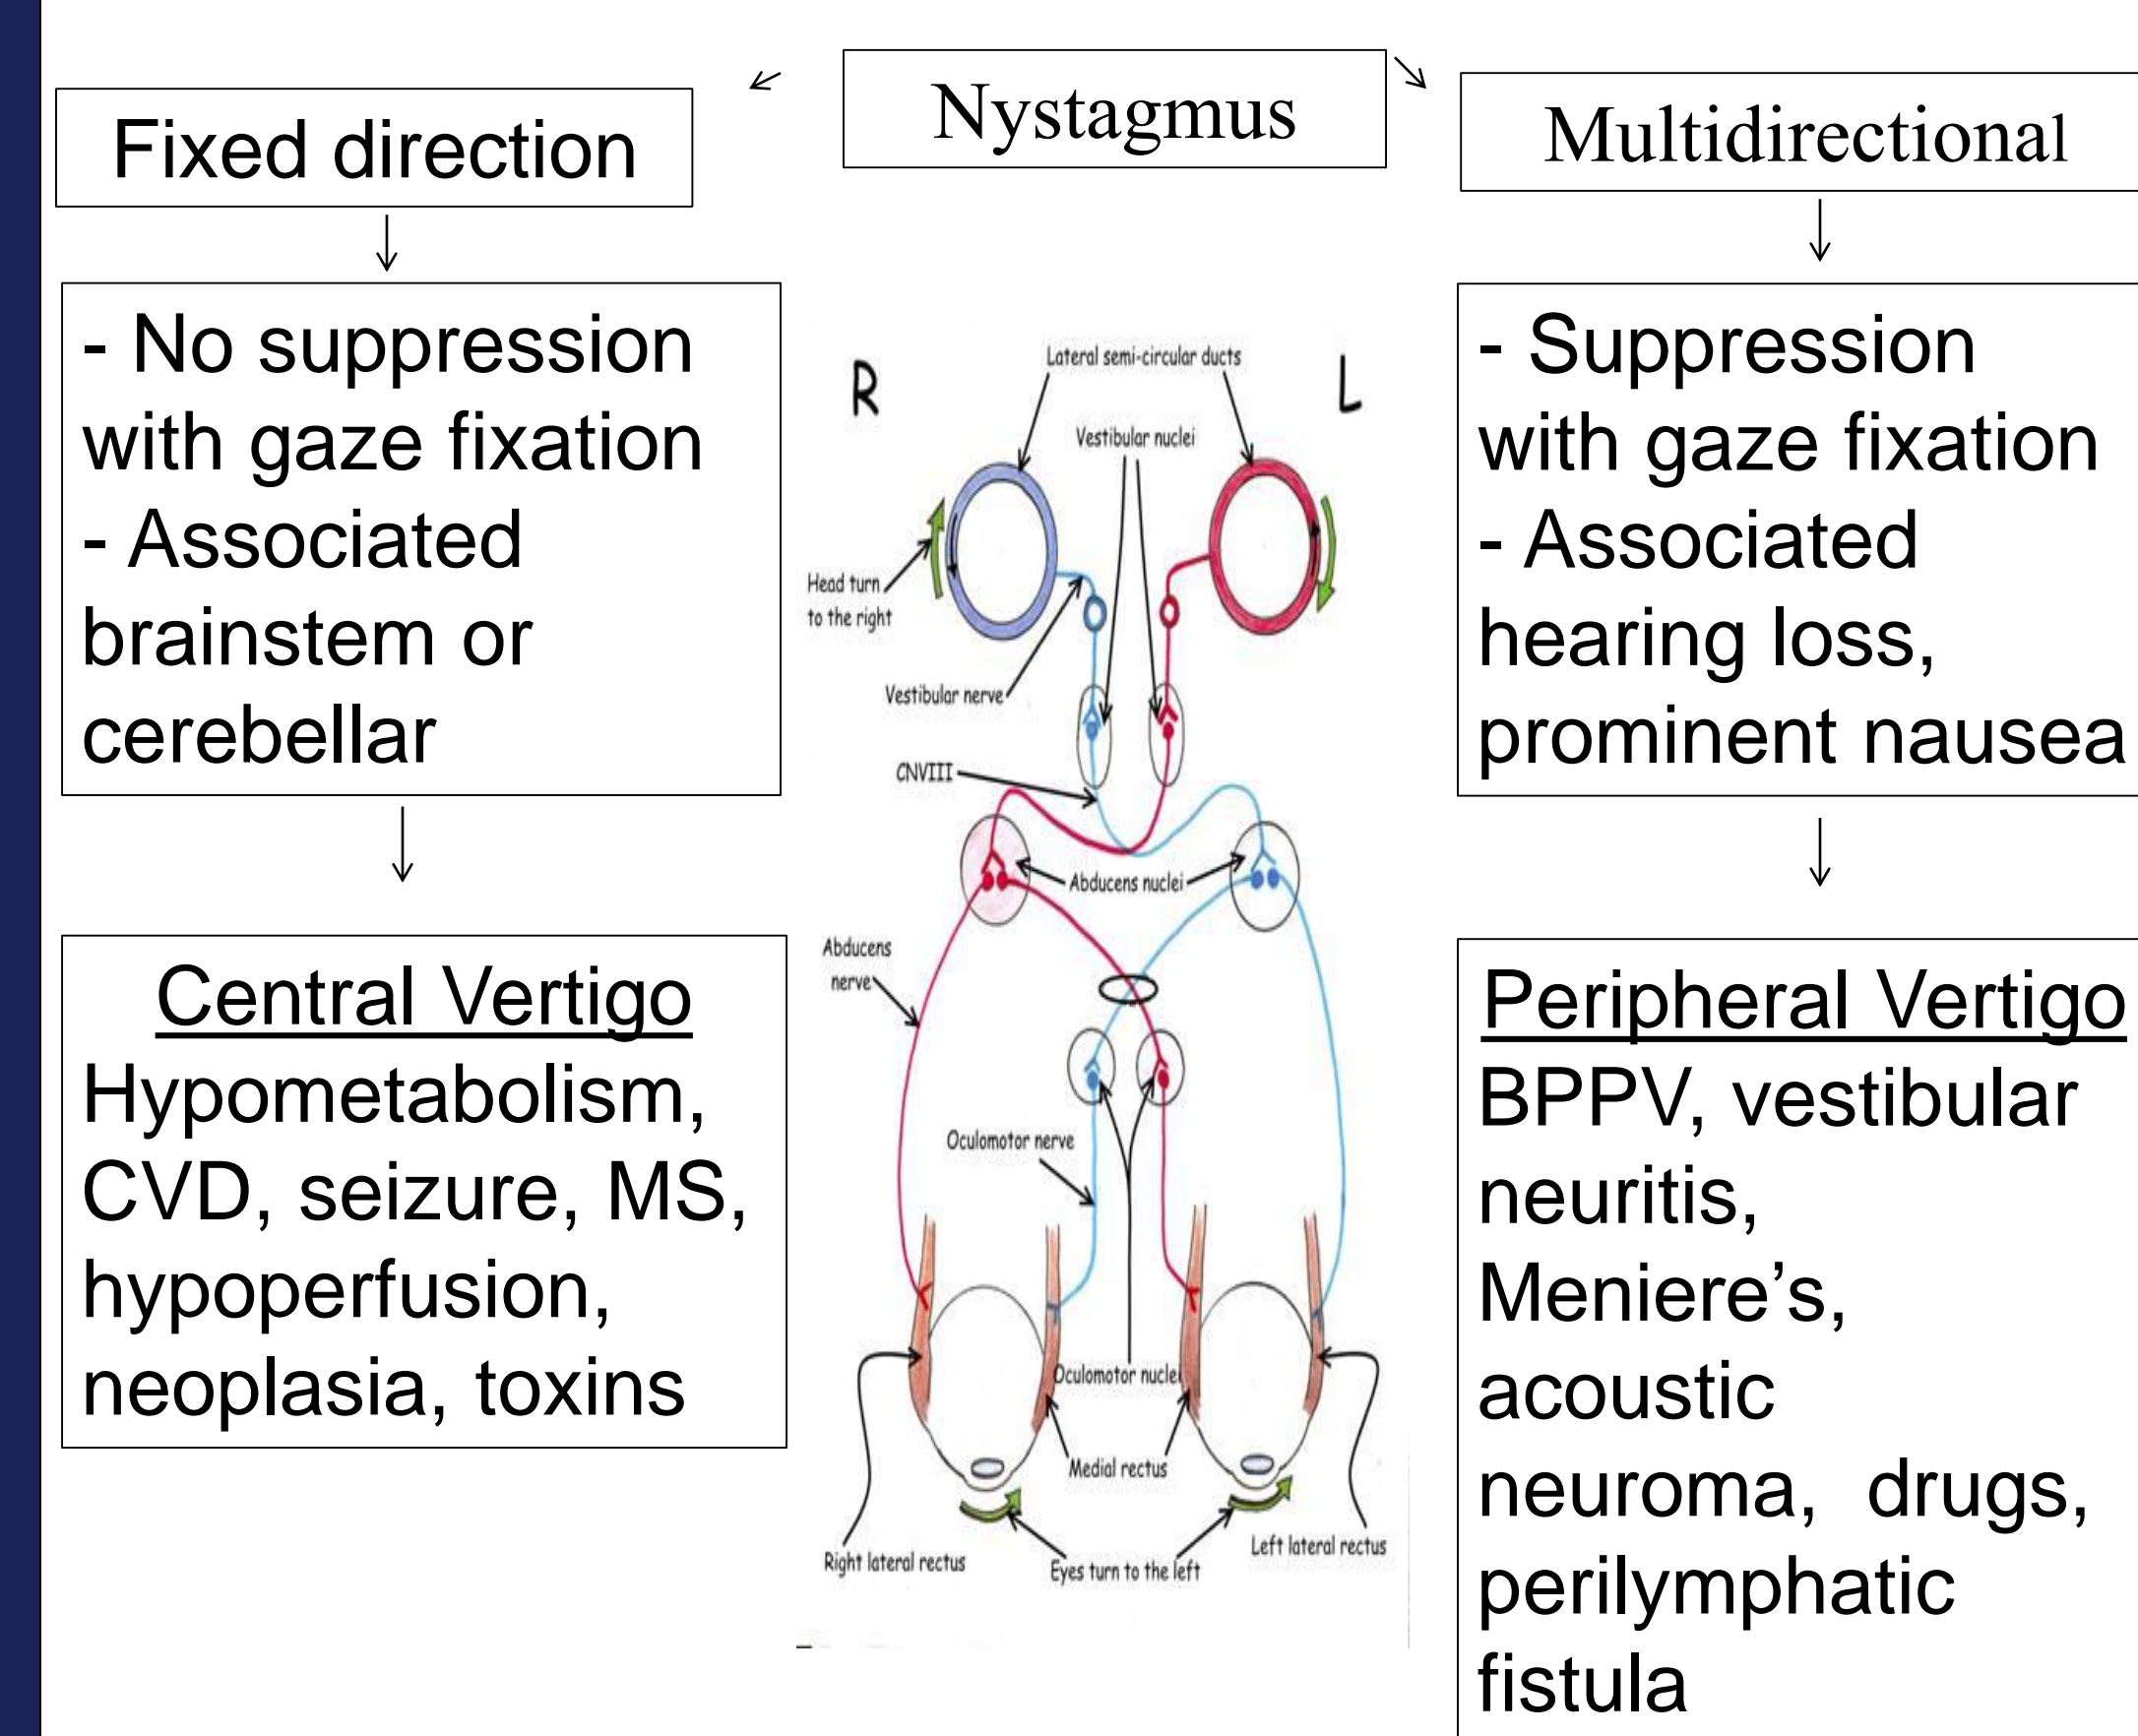 Nystagmus
Fixed direction
- No suppression
with gaze fixation
- Associated
brainstem or
cerebellar
Central Vertigo
Hypometabolism,
CVD, seizure, MS,
hypoperfusion,
neoplasia, toxins
R
L
Lateral semi-circular ducts
Vestibular nuclei
Head turn
to the right
Vestibular nerve
CNVIII
Abducens nuclei
Abducens
nerve
Oculomotor nerve
Oculomotor nuclei
Medial rectus
Right lateral rectus
Eyes turn to the left
Left lateral rectus
Multidirectional
- Suppression
with gaze fixation
- Associated
hearing loss,
prominent nausea
Peripheral Vertigo
BPPV, vestibular
neuritis,
Meniere’s,
acoustic
neuroma, drugs,
perilymphatic
fistula